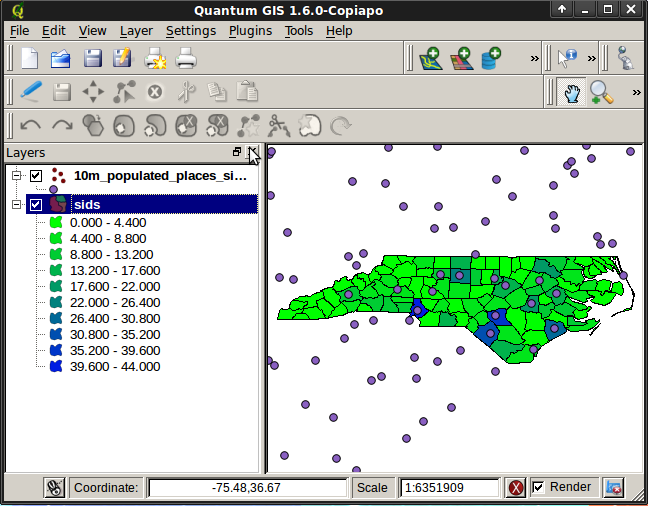 Quantum GIS 1.6.0-Copiapo
File Edit View Layer Settings Plugins Tools Help
»
»
»
Layers
10m_populated_places_si...
sids
0.000 - 4.400
4.400 - 8.800
8.800 - 13.200
13.200 - 17.600
17.600 - 22.000
22.000 - 26.400
26.400 - 30.800
30.800 - 35.200
35.200 - 39.600
39.600 - 44.000
Coordinate: -75.48,36.67 Scale 1:6351909 Render